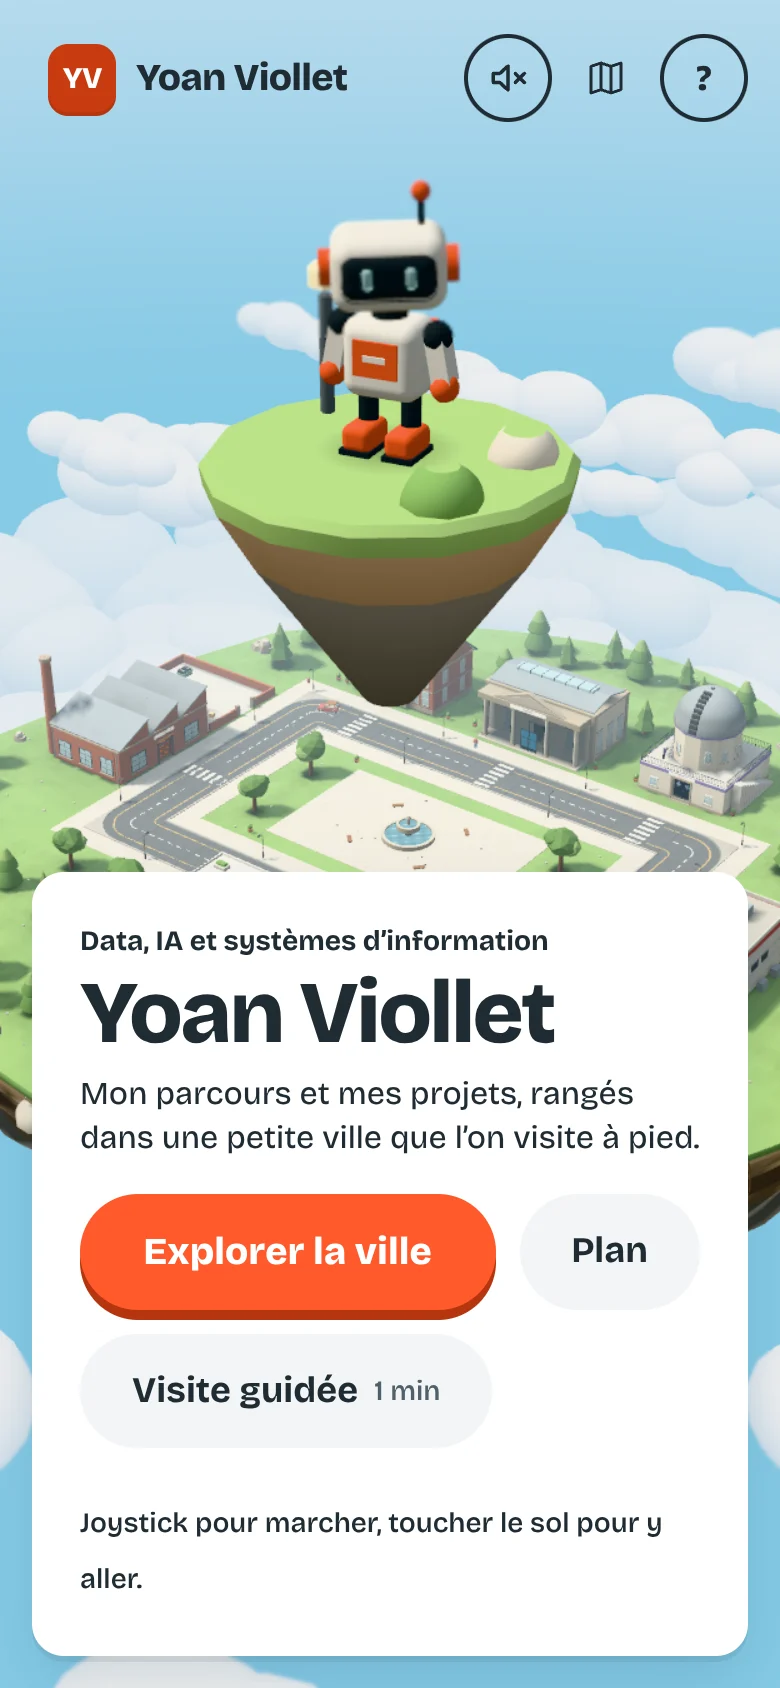 YV Yoan Viollet ?
Data, IA et systèmes d’information
Yoan Viollet
Mon parcours et mes projets, rangés
dans une petite ville que l’on visite à pied.
Explorer la ville Plan
Visite guidée 1 min
Joystick pour marcher, toucher le sol pour y
aller.